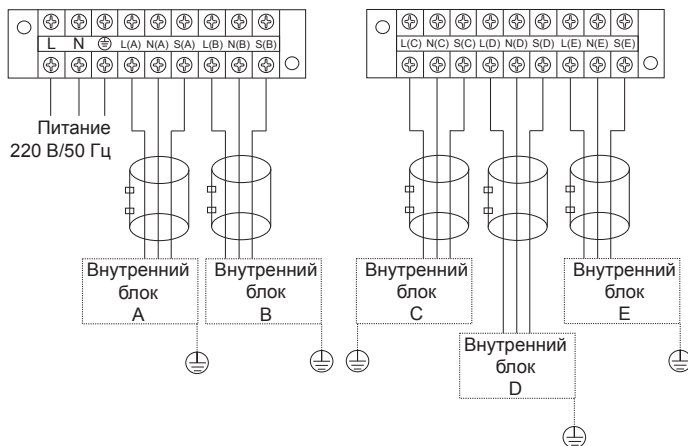 L N L(A) N(A) S(A) L(B) N(B) S(B)
L(C) N(C) S(C) L(D) N(D) S(D) L(E) N(E) S(E)
Питание
220 В/50 Гц
Внутренний
блок
A
Внутренний
блок
B
Внутренний
блок
C
Внутренний
блок
D
Внутренний
блок
E